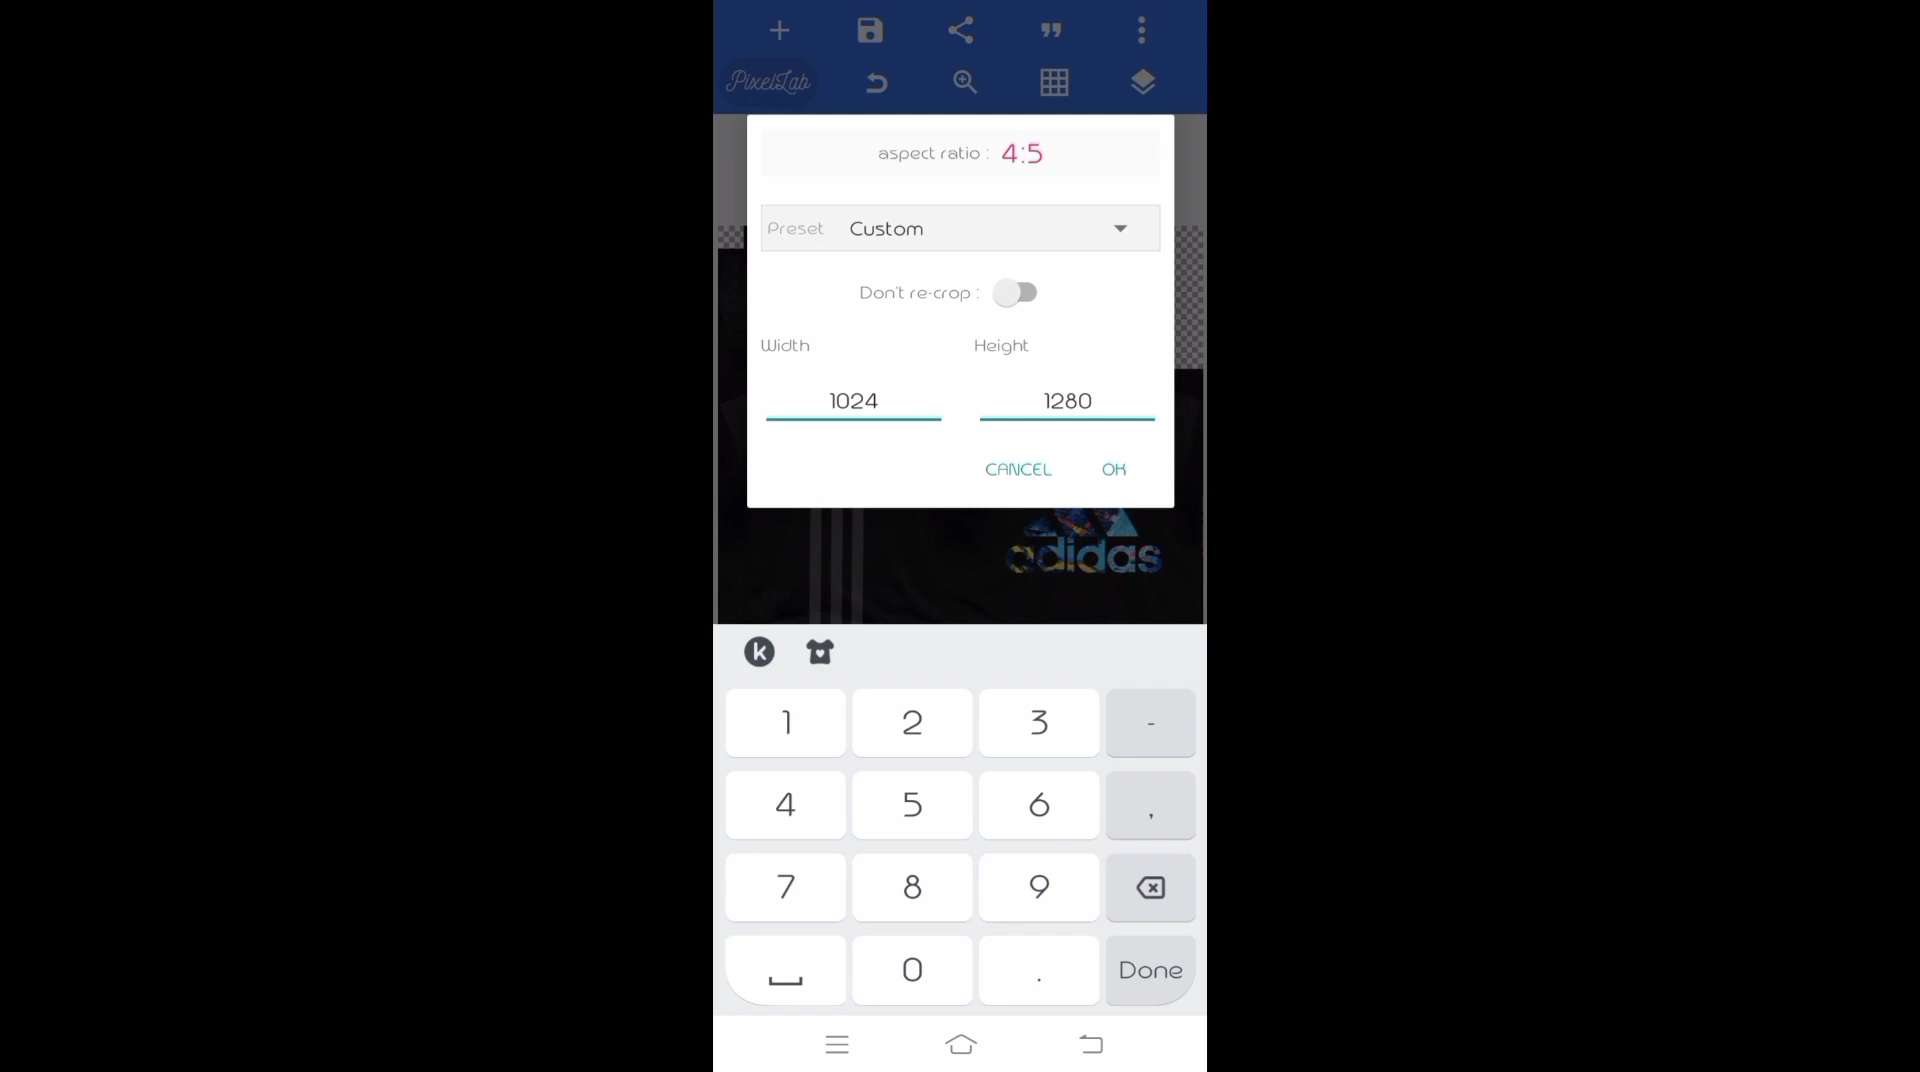 PixelLab
aspect ratio : 4:5
Preset Custom
Don't re-crop :
Width Height
1024 1280
CANCEL OK
adidas
k
1 2 3 -
4 5 6 ,
7 8 9
0 . Done